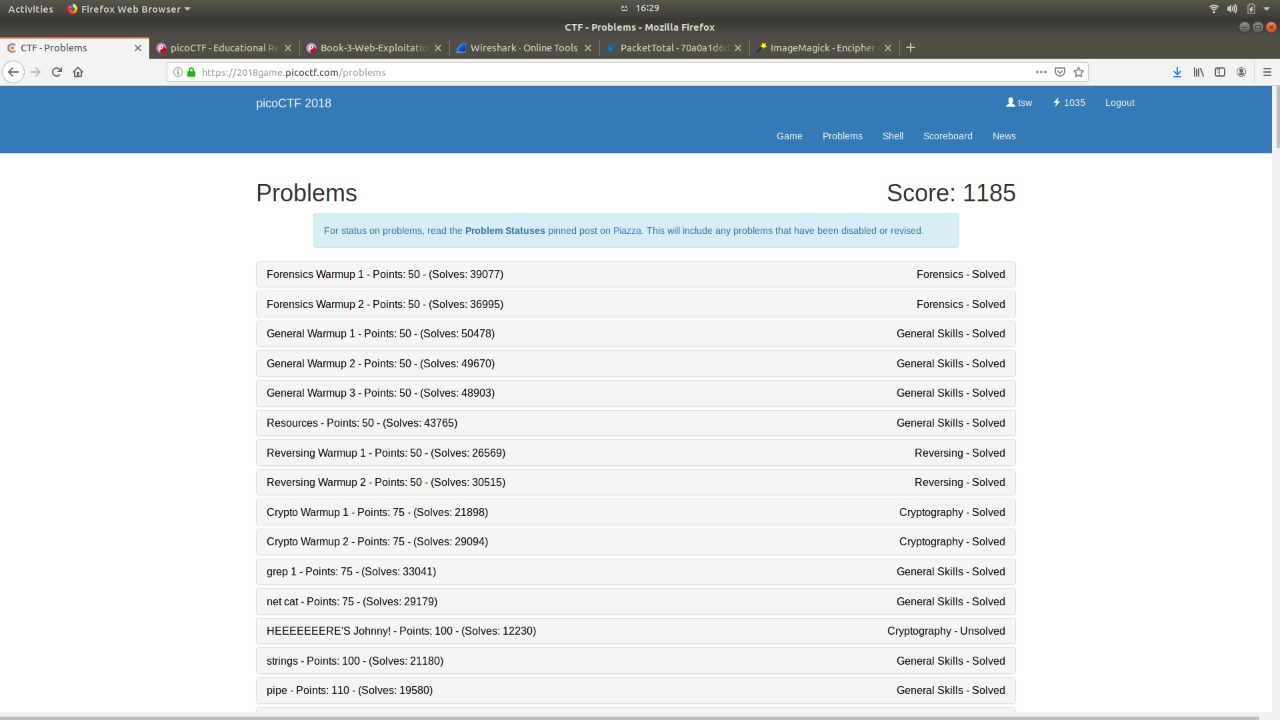 Activities Firefox Web Browser 16:29
CTF - Problems - Mozilla Firefox
CTF - Problems picoCTF - Educational Re Book-3-Web-Exploitatio Wireshark - Online Tools PacketTotal - 70a0a1d6d ImageMagick - Encipher
https://2018game.picoctf.com/problems
picoCTF 2018 tsw 1035 Logout
Game Problems Shell Scoreboard News
Problems Score: 1185
For status on problems, read the Problem Statuses pinned post on Piazza. This will include any problems that have been disabled or revised.
Forensics Warmup 1 - Points: 50 - (Solves: 39077) Forensics - Solved
Forensics Warmup 2 - Points: 50 - (Solves: 36995) Forensics - Solved
General Warmup 1 - Points: 50 - (Solves: 50478) General Skills - Solved
General Warmup 2 - Points: 50 - (Solves: 49670) General Skills - Solved
General Warmup 3 - Points: 50 - (Solves: 48903) General Skills - Solved
Resources - Points: 50 - (Solves: 43765) General Skills - Solved
Reversing Warmup 1 - Points: 50 - (Solves: 26569) Reversing - Solved
Reversing Warmup 2 - Points: 50 - (Solves: 30515) Reversing - Solved
Crypto Warmup 1 - Points: 75 - (Solves: 21898) Cryptography - Solved
Crypto Warmup 2 - Points: 75 - (Solves: 29094) Cryptography - Solved
grep 1 - Points: 75 - (Solves: 33041) General Skills - Solved
net cat - Points: 75 - (Solves: 29179) General Skills - Solved
HEEEEEEERE'S Johnny! - Points: 100 - (Solves: 12230) Cryptography - Unsolved
strings - Points: 100 - (Solves: 21180) General Skills - Solved
pipe - Points: 110 - (Solves: 19580) General Skills - Solved